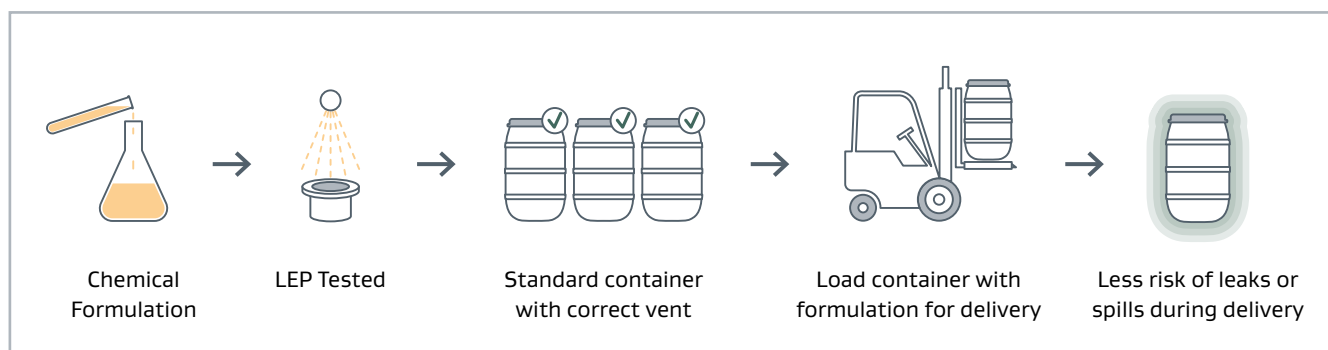 Chemical
Formulation
LEP Tested
Standard container
with correct vent
Load container with
formulation for delivery
Less risk of leaks or
spills during delivery